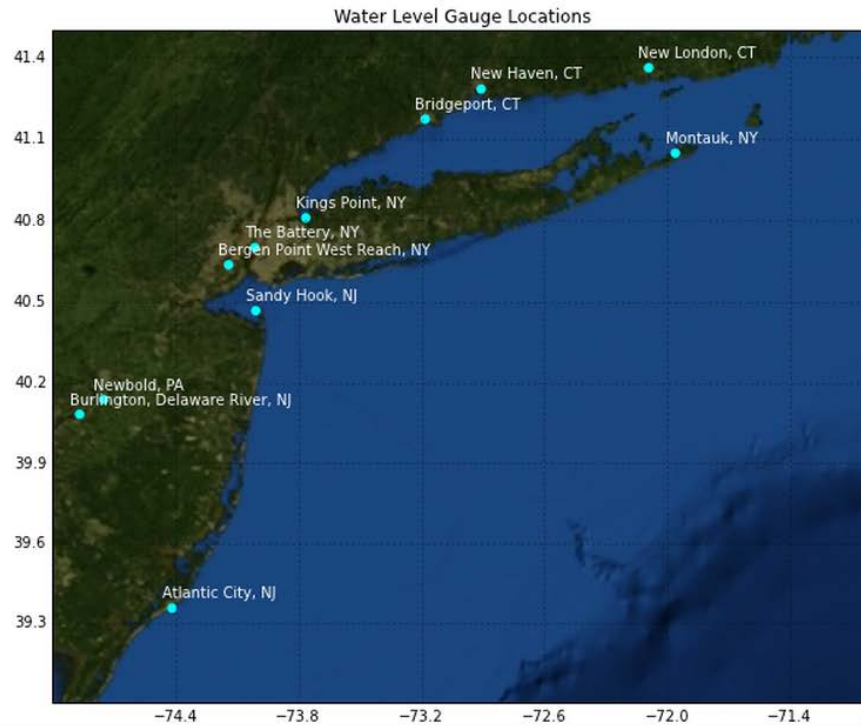 Water Level Gauge Locations
41.4
41.1
40.8
40.5
40.2
39.9
39.6
39.3
New London, CT
New Haven, CT
Bridgeport, CT
Montauk, NY
Kings Point, NY
The Battery, NY
Bergen Point West Reach, NY
Sandy Hook, NJ
Newbold, PA
Burlington, Delaware River, NJ
Atlantic City, NJ
−74.4 −73.8 −73.2 −72.6 −72.0 −71.4